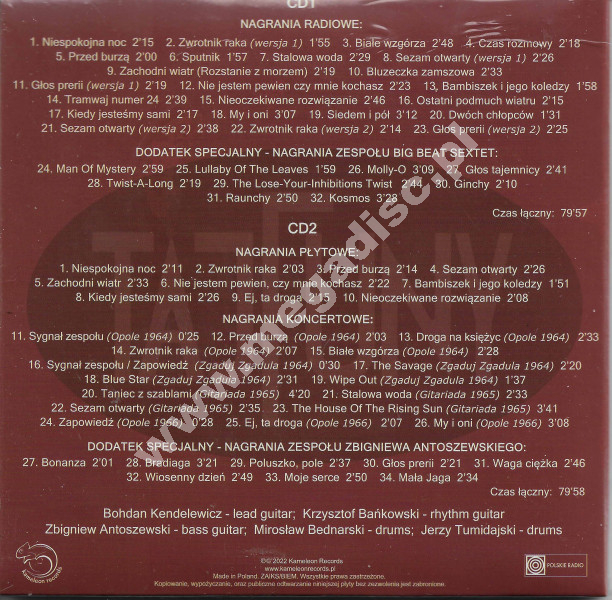 CD1
NAGRANIA RADIOWE:
1. Niespokojna noc 2'15 2. Zwrotnik raka (wersja 1) 1'55 3. Białe wzgórza 2'48 4. Czas rozmowy 2'18
5. Przed burzą 2'00 6. Sputnik 1'57 7. Stalowa woda 2'29 8. Sezam otwarty (wersja 1) 2'26
9. Zachodni wiatr (Rozstanie z morzem) 2'19 10. Bluzeczka zamszowa 2'33
11. Głos prerii (wersja 1) 2'19 12. Nie jestem pewien czy mnie kochasz 2'23 13, Bambiszek i jego koledzy 1'58
14. Tramwaj numer 24 2'39 15. Nieoczekiwane rozwiązanie 2'46 16. Ostatni podmuch wiatru 2'15
17. Kiedy jesteśmy sami 2'17 18. My i oni 3'07 19. Siedem i pół 3'12 20. Dwóch chłopców 1'31
21. Sezam otwarty (wersja 2) 2'38 22. Zwrotnik raka (wersja 2) 2'14 23. Głos prerii (wersja 2) 2'25
DODATEK SPECJALNY - NAGRANIA ZESPOŁU BIG BEAT SEXTET:
24. Man Of Mystery 2'05 25. Lullaby Of The Leaves 1'59 26. Molly-O 3'09 27. Głos tajemnicy 2'41
28. Twist-A-Long 2'19 29. The Lose-Your-Inhibitions Twist 2'44 30. Ginchy 2'10
31. Raunchy 2'50 32. Kosmos 3'28
Czas łączny: 79'57
TAJFUNY
CD2
NAGRANIA PŁYTOWE:
1. Niespokojna noc 2'11 2. Zwrotnik raka 2'03 3. Przed burzą 2'14 4. Sezam otwarty 2'26
5. Zachodni wiatr 2'33 6. Nie jestem pewien, czy mnie kochasz 2'22 7. Bambiszek i jego koledzy 1'51
8. Kiedy jesteśmy sami 2'26 9. Ej, ta droga 2'15 10. Nieoczekiwane rozwiązanie 2'08
NAGRANIA KONCERTOWE:
11. Sygnał zespołu (Opole 1964) 0'25 12. Przed burzą (Opole 1964) 2'03 13. Droga na księżyc (Opole 1964) 2'33
14. Zwrotnik raka (Opole 1964) 2'07 15. Białe wzgórza (Opole 1964) 2'28
16. Sygnał zespołu / Zapowiedź (Zgaduj Zgadula 1964) 0'30 17. The Savage (Zgaduj Zgadula 1964) 2'20
18. Blue Star (Zgaduj Zgadula 1964) 2'31 19. Wipe Out (Zgaduj Zgadula 1964) 1'37
20. Taniec z szablami (Gitariada 1965) 4'20 21. Stalowa woda (Gitariada 1965) 2'33
22. Sezam otwarty (Gitariada 1965) 2'35 23. The House Of The Rising Sun (Gitariada 1965) 3'41
24. Zapowiedź (Opole 1966) 0'28 25. Ej, ta droga (Opole 1966) 2'07 26. My i oni (Opole 1966) 3'08
DODATEK SPECJALNY - NAGRANIA ZESPOŁU ZBIGNIEWA ANTOSZEWSKIEGO:
27. Bonanza 2'01 28. Bradiaga 3'21 29. Poluszko, pole 2'21 30. Głos prerii 2'21 31. Waga ciężka 2'46
32. Wiosenny dzień 2'49 33. Moje serce 2'50 34. Mała Jaga 2'34
Czas łączny: 79'58
Bohdan Kendelewicz - lead guitar; Krzysztof Bańkowski - rhythm guitar
Zbigniew Antoszewski - bass guitar; Mirosław Bednarski - drums; Jerzy Tumidajski - drums
kameleon records
©℗ 2022 Kameleon Records
www.kameleonrecords.pl
Made in Poland. ZAIKS/BIEM. Wszystkie prawa zastrzeżone.
Kopiowanie, wypożyczanie, oraz publiczne odtwarzanie niniejszej płyty bez zezwolenia jest zabronione.
POLSKIE RADIO
www.megadisc.pl